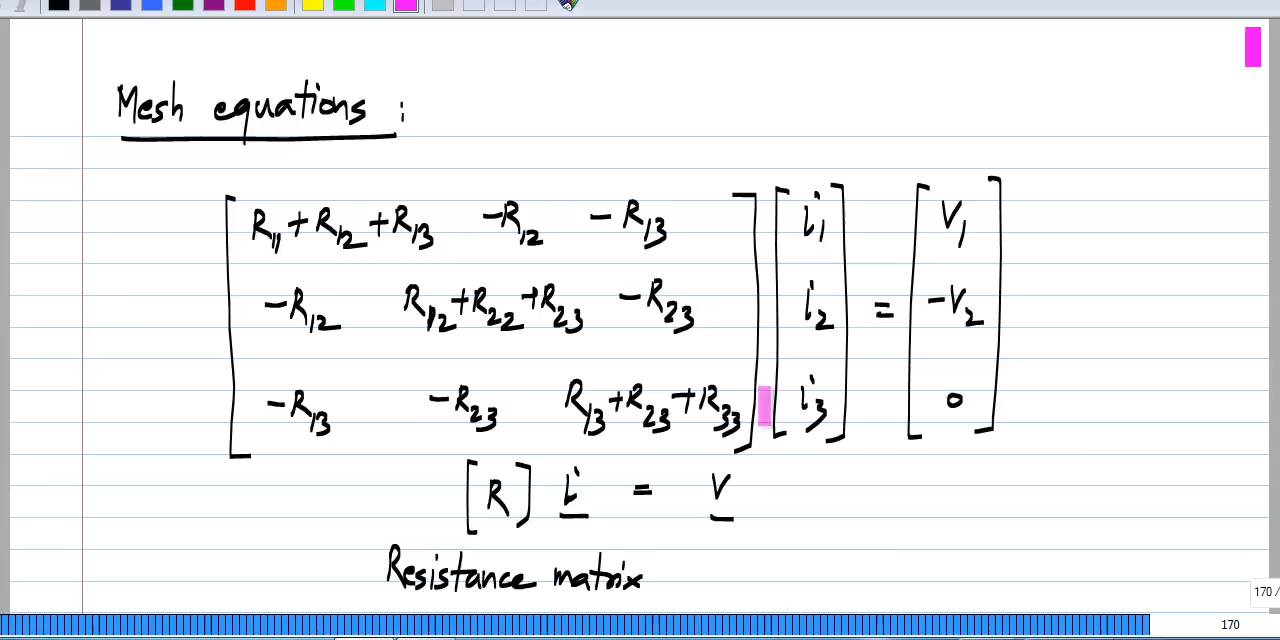 Mesh equations :
[ R11 + R12 + R13 -R12 -R13 ] [ i1 ] = [ V1 ]
[ -R12 R12 + R22 + R23 -R23 ] [ i2 ] = [ -V2 ]
[ -R13 -R23 R13 + R23 + R33 ] [ i3 ] [ 0 ]
[ R ] i = V
Resistance matrix
170 /
170